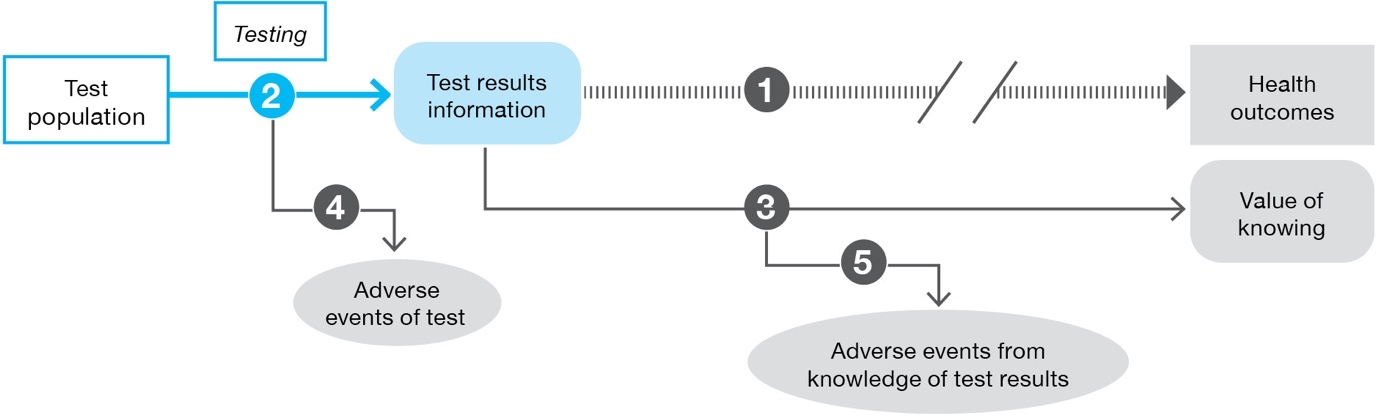 Testing
Test
population
2
Test results
information
1
Health
outcomes
4
3
Value of
knowing
5
Adverse
events of test
Adverse events from
knowledge of test results